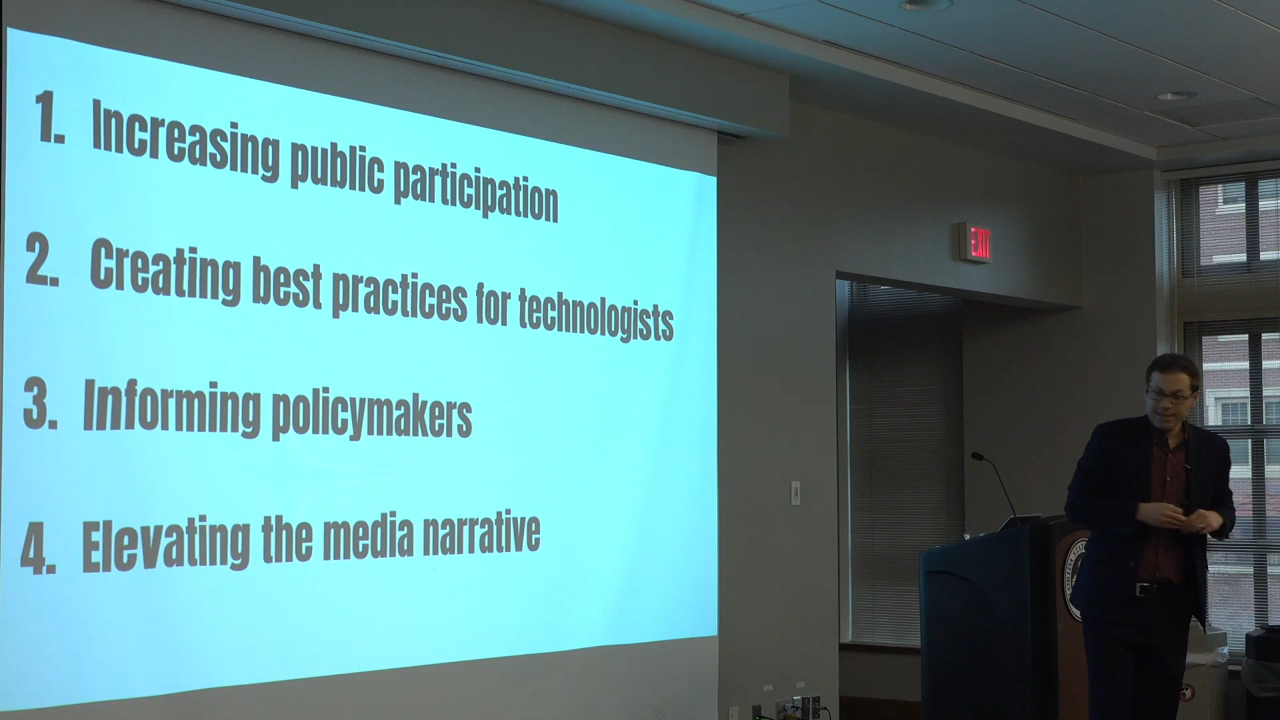 1. Increasing public participation
2. Creating best practices for technologists
3. Informing policymakers
4. Elevating the media narrative
EXIT